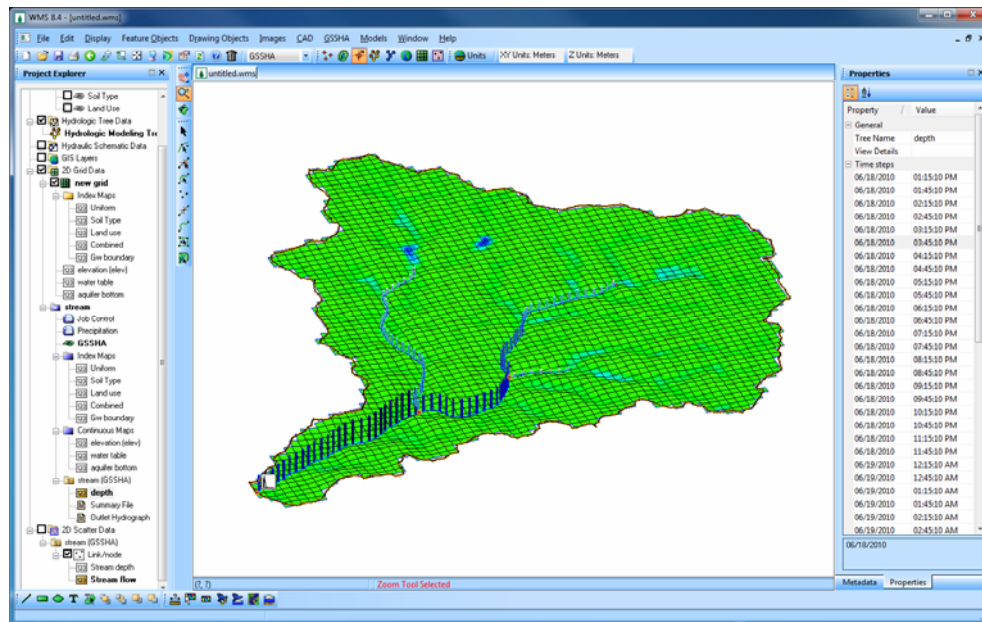 WMS 8.4 - [untitled.wms]
File Edit Display Feature Objects Drawing Objects Images CAD GSSHA Models Window Help
GSSHA Units XY Units: Meters Z Units: Meters
Project Explorer
Soil Type
Land Use
Hydrologic Tree Data
Hydrologic Modeling Tre
Hydraulic Schematic Data
GIS Layers
2D Grid Data
new grid
Index Maps
Uniform
Soil Type
Land use
Combined
Gw boundary
elevation (elev)
water table
aquifer bottom
stream
Job Control
Precipitation
GSSHA
Index Maps
Uniform
Soil Type
Land use
Combined
Gw boundary
Continuous Maps
elevation (elev)
water table
aquifer bottom
stream (GSSHA)
depth
Summary File
Outlet Hydrograph
2D Scatter Data
stream (GSSHA)
Link/node
Stream depth
Stream flow
untitled.wms
(?, ?)
Zoom Tool Selected
Properties
Property / Value
General
Tree Name depth
View Details
Time steps
06/18/2010 01:15:10 PM
06/18/2010 01:45:10 PM
06/18/2010 02:15:10 PM
06/18/2010 02:45:10 PM
06/18/2010 03:15:10 PM
06/18/2010 03:45:10 PM
06/18/2010 04:15:10 PM
06/18/2010 04:45:10 PM
06/18/2010 05:15:10 PM
06/18/2010 05:45:10 PM
06/18/2010 06:15:10 PM
06/18/2010 06:45:10 PM
06/18/2010 07:15:10 PM
06/18/2010 07:45:10 PM
06/18/2010 08:15:10 PM
06/18/2010 08:45:10 PM
06/18/2010 09:15:10 PM
06/18/2010 09:45:10 PM
06/18/2010 10:15:10 PM
06/18/2010 10:45:10 PM
06/18/2010 11:15:10 PM
06/18/2010 11:45:10 PM
06/19/2010 12:15:10 AM
06/19/2010 12:45:10 AM
06/19/2010 01:15:10 AM
06/19/2010 01:45:10 AM
06/19/2010 02:15:10 AM
06/19/2010 02:45:10 AM
06/18/2010
Metadata Properties